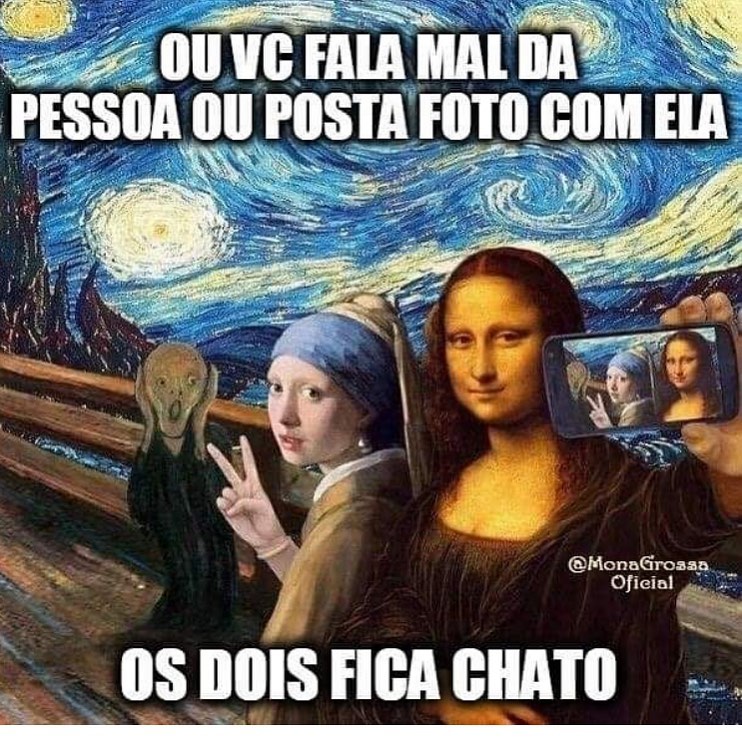 OU VC FALA MAL DA
PESSOA OU POSTA FOTO COM ELA
@MonaGrossa
Oficial
OS DOIS FICA CHATO